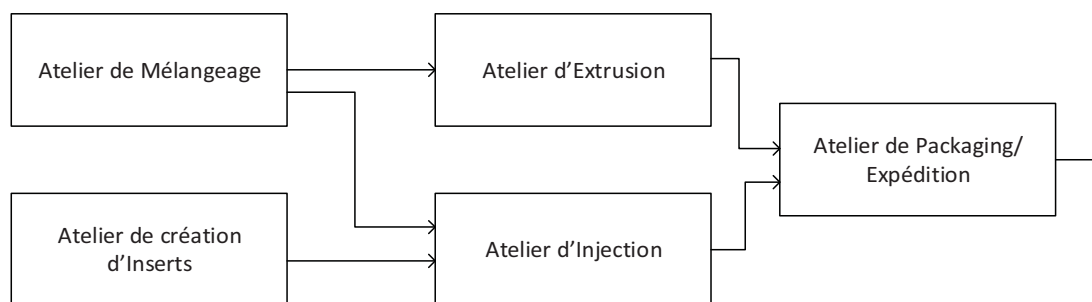 Atelier de Mélangeage
Atelier d’Extrusion
Atelier de Packaging/
Expédition
Atelier de création
d’Inserts
Atelier d’Injection